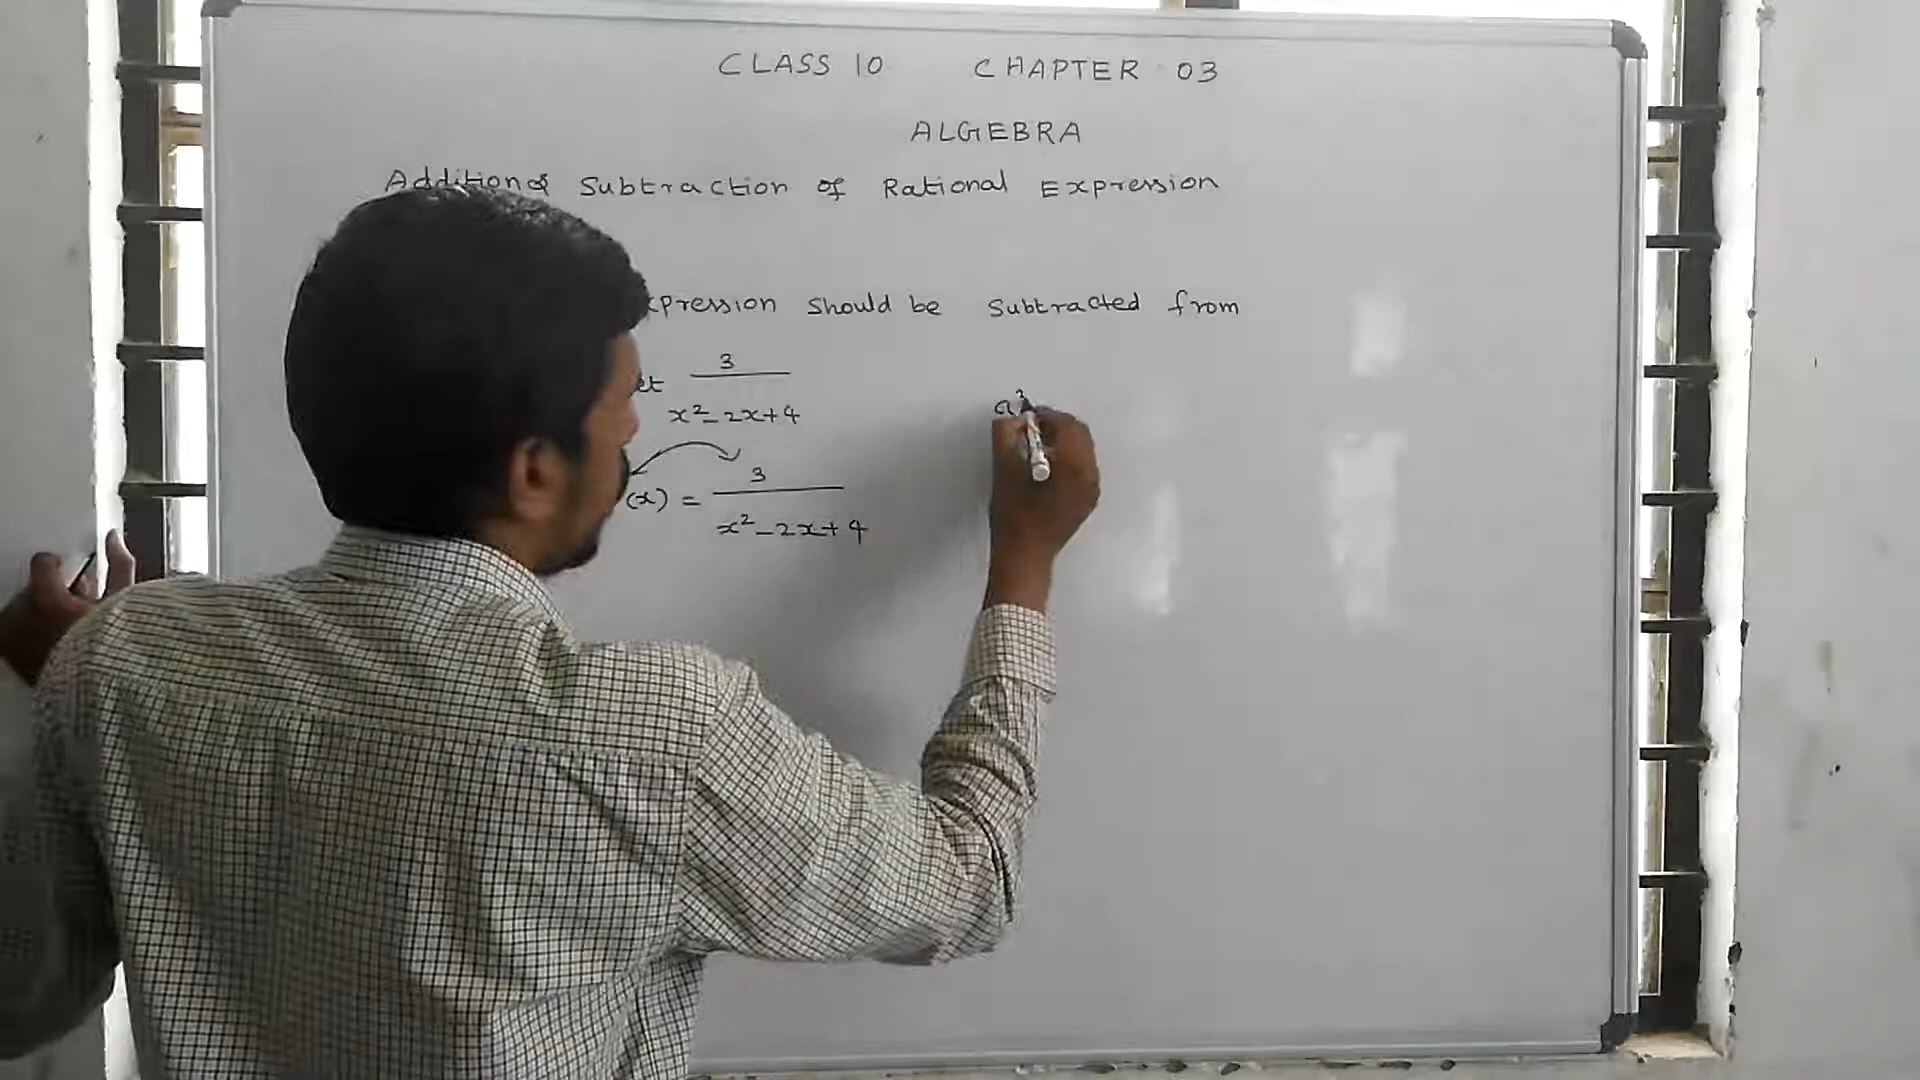 CLASS 10 CHAPTER 03
ALGEBRA
Addition & Subtraction of Rational Expression
xpression should be subtracted from
et 3
x²-2x+4
(x) = 3
x²-2x+4
a³